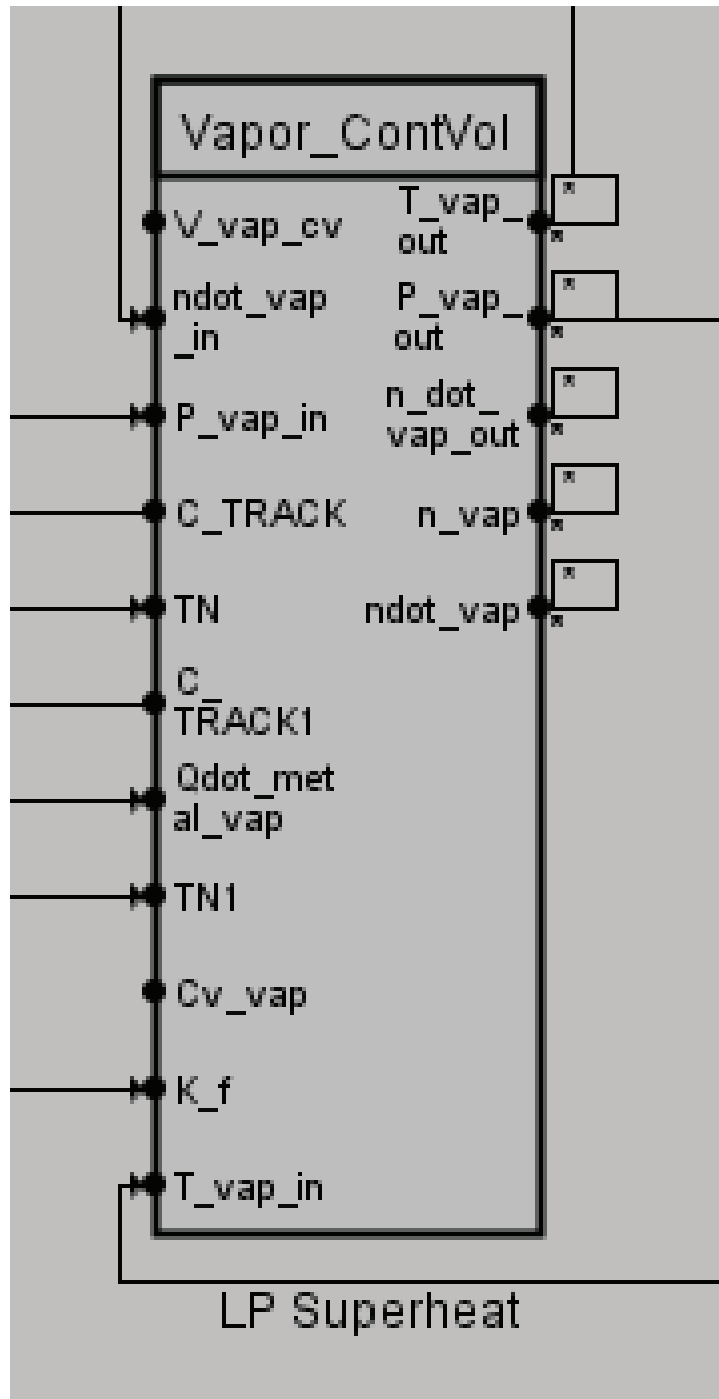 Vapor_ContVol
V_vap_cv
T_vap_
out
ndot_vap
_in
P_vap_
out
P_vap_in
n_dot_
vap_out
C_TRACK
n_vap
TN
ndot_vap
C_
TRACK1
Qdot_met
al_vap
TN1
Cv_vap
K_f
T_vap_in
LP Superheat